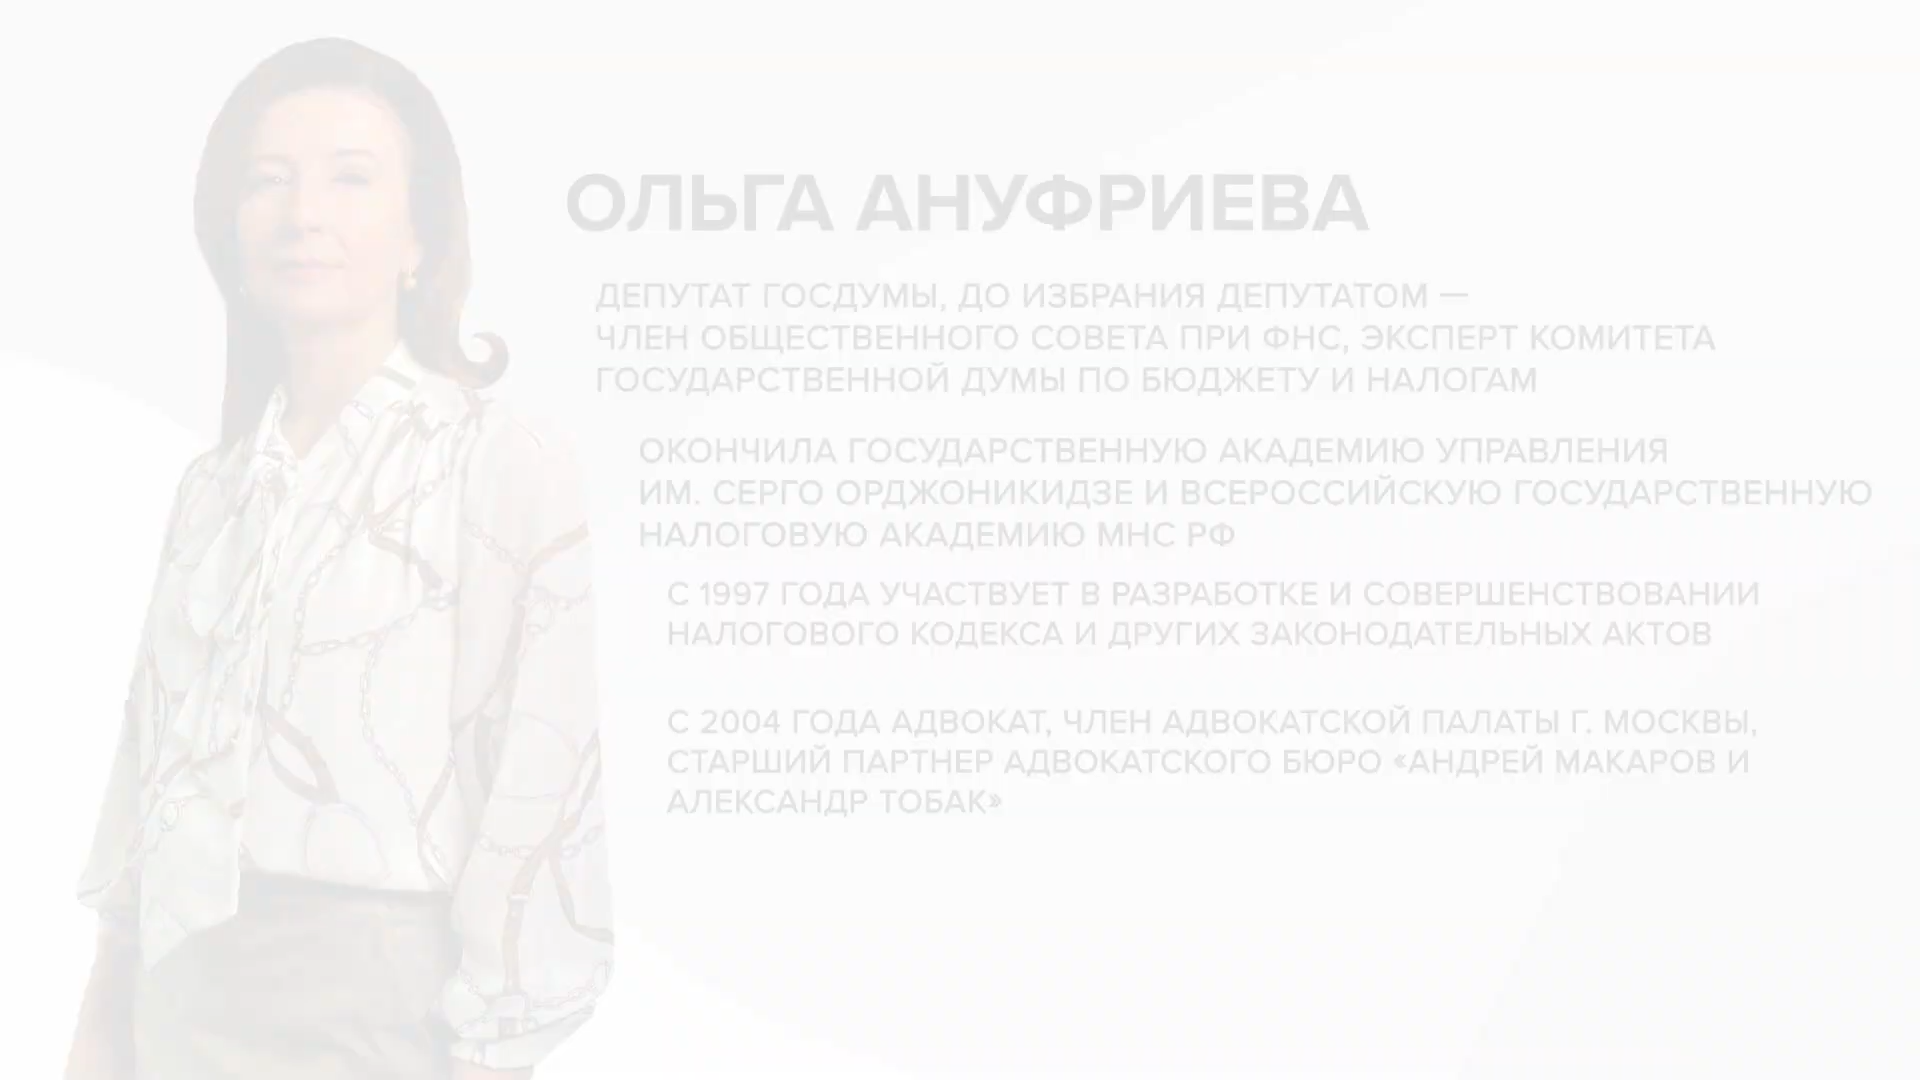 ОЛЬГА АНУФРИЕВА
ДЕПУТАТ ГОСДУМЫ, ДО ИЗБРАНИЯ ДЕПУТАТОМ —
ЧЛЕН ОБЩЕСТВЕННОГО СОВЕТА ПРИ ФНС, ЭКСПЕРТ КОМИТЕТА
ГОСУДАРСТВЕННОЙ ДУМЫ ПО БЮДЖЕТУ И НАЛОГАМ
ОКОНЧИЛА ГОСУДАРСТВЕННУЮ АКАДЕМИЮ УПРАВЛЕНИЯ
ИМ. СЕРГО ОРДЖОНИКИДЗЕ И ВСЕРОССИЙСКУЮ ГОСУДАРСТВЕННУЮ
НАЛОГОВУЮ АКАДЕМИЮ МНС РФ
С 1997 ГОДА УЧАСТВУЕТ В РАЗРАБОТКЕ И СОВЕРШЕНСТВОВАНИИ
НАЛОГОВОГО КОДЕКСА И ДРУГИХ ЗАКОНОДАТЕЛЬНЫХ АКТОВ
С 2004 ГОДА АДВОКАТ, ЧЛЕН АДВОКАТСКОЙ ПАЛАТЫ Г. МОСКВЫ,
СТАРШИЙ ПАРТНЕР АДВОКАТСКОГО БЮРО «АНДРЕЙ МАКАРОВ И
АЛЕКСАНДР ТОБАК»